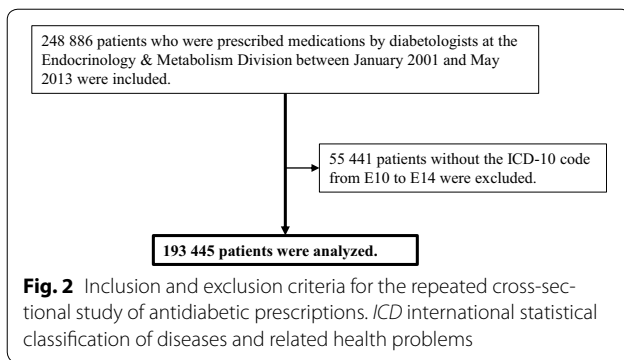 248 886 patients who were prescribed medications by diabetologists at the
Endocrinology & Metabolism Division between January 2001 and May
2013 were included.
55 441 patients without the ICD-10 code
from E10 to E14 were excluded.
193 445 patients were analyzed.
Fig. 2 Inclusion and exclusion criteria for the repeated cross-sec-
tional study of antidiabetic prescriptions. ICD international statistical
classification of diseases and related health problems